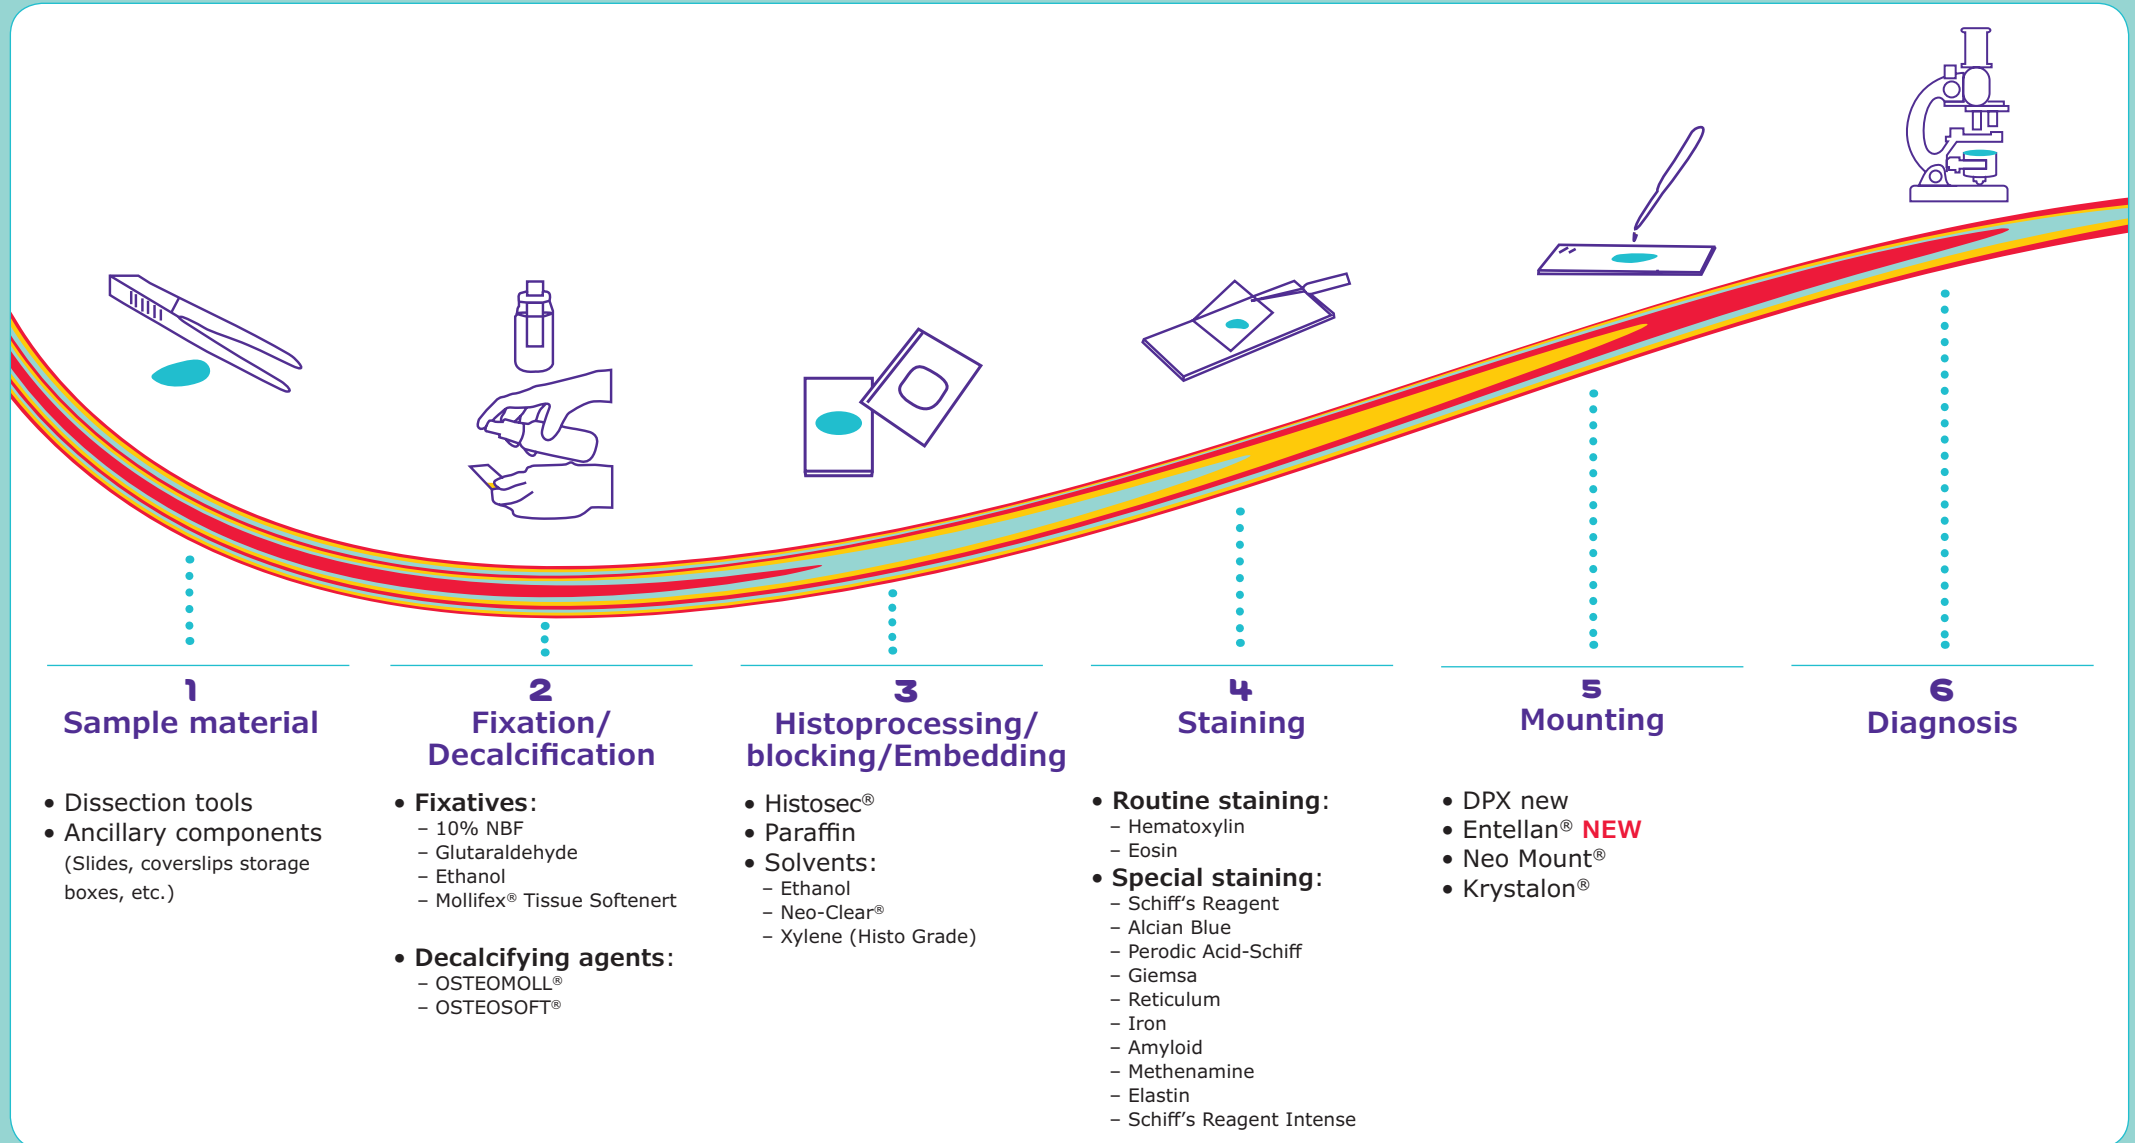 1
Sample material
• Dissection tools
• Ancillary components
(Slides, coverslips storage
boxes, etc.)
2
Fixation/
Decalcification
• Fixatives:
– 10% NBF
– Glutaraldehyde
– Ethanol
– Mollifex® Tissue Softenert
• Decalcifying agents:
– OSTEOMOLL®
– OSTEOSOFT®
3
Histoprocessing/
blocking/Embedding
• Histosec®
• Paraffin
• Solvents:
– Ethanol
– Neo-Clear®
– Xylene (Histo Grade)
4
Staining
• Routine staining:
– Hematoxylin
– Eosin
• Special staining:
– Schiff‘s Reagent
– Alcian Blue
– Perodic Acid-Schiff
– Giemsa
– Reticulum
– Iron
– Amyloid
– Methenamine
– Elastin
– Schiff‘s Reagent Intense
5
Mounting
• DPX new
• Entellan® NEW
• Neo Mount®
• Krystalon®
6
Diagnosis